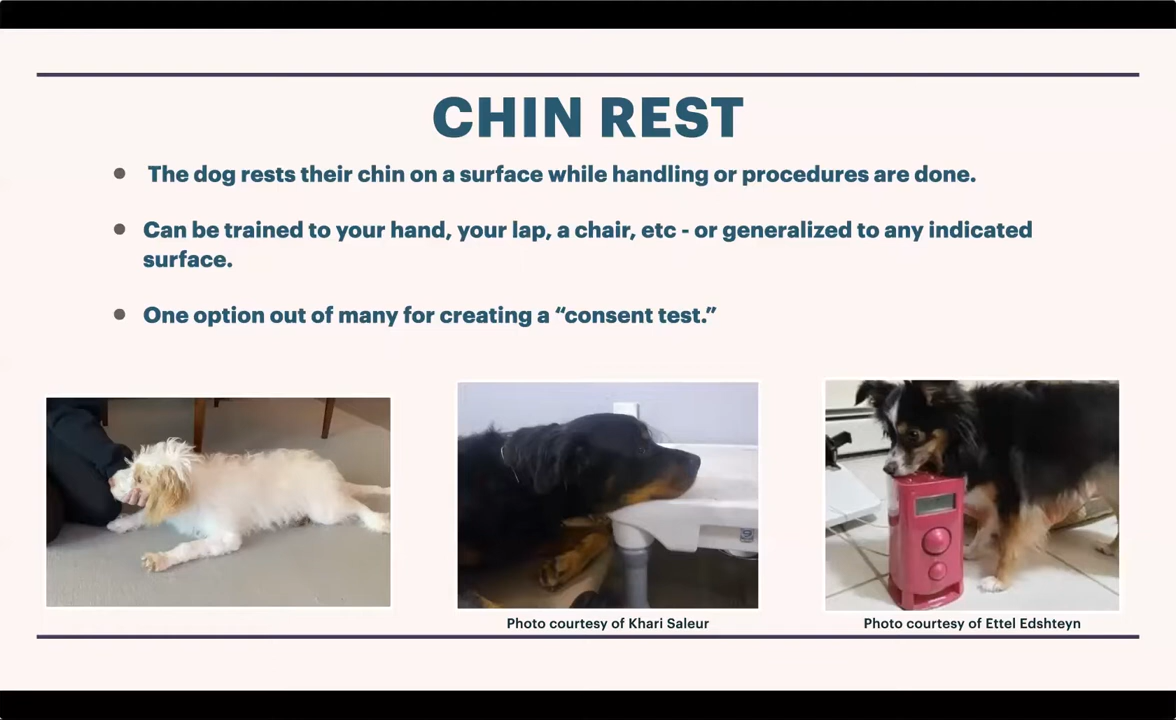 CHIN REST
The dog rests their chin on a surface while handling or procedures are done.
Can be trained to your hand, your lap, a chair, etc - or generalized to any indicated
surface.
One option out of many for creating a “consent test.”
Photo courtesy of Khari Saleur
Photo courtesy of Ettel Edshteyn